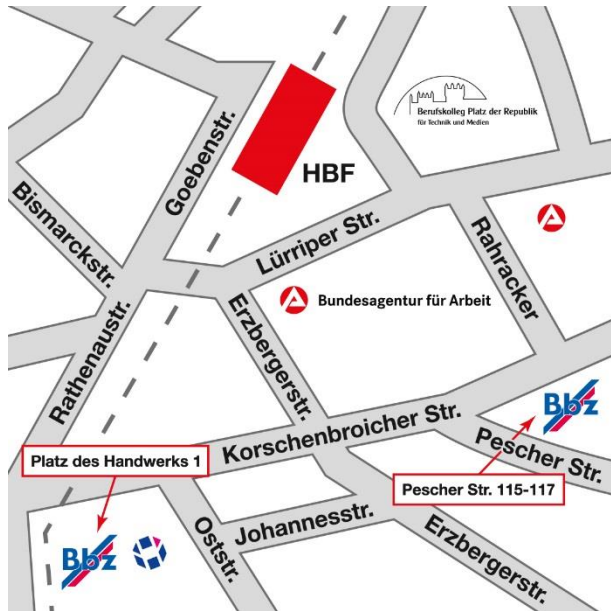 Berufskolleg Platz der Republik
für Technik und Medien
Goebenstr.
HBF
Bismarckstr.
Lürriper Str.
Rahracker
Bundesagentur für Arbeit
Rathenaustr.
Erzbergerstr.
Bbz
Korschenbroicher Str.
Pescher Str.
Platz des Handwerks 1
Pescher Str. 115-117
Johannesstr.
Oststr.
Erzbergerstr.
Bbz